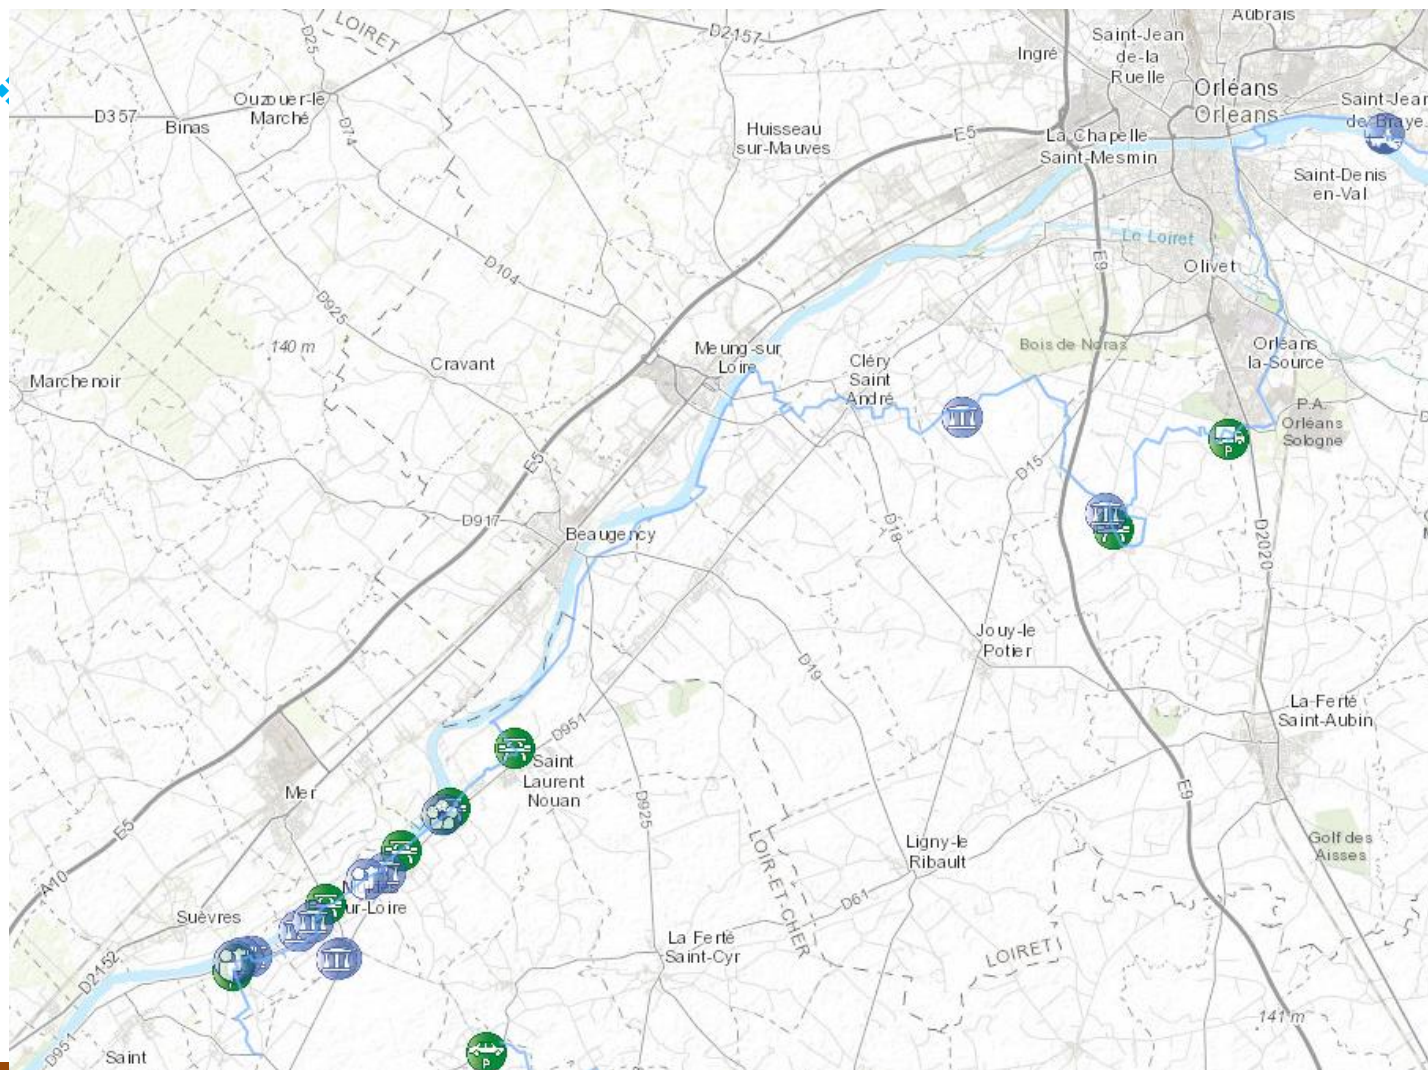 Aubrais
LOIRET
D25
D2157
Saint-Jean
de-la
Ruelle
Ingré
Orléans
Orleans
Ouzouer-le
Marché
Saint-Jean
de-Braye
D357
Binas
D74
Huisseau
sur-Mauves
E5
La Chapelle
Saint-Mesmin
Saint-Denis
en-Val
Le Loiret
E9
Olivet
D104
D925
140 m
Cravant
Marchenoir
Meung-sur
Loire
Cléry
Saint
André
Bois de Noras
Orléans
la-Source
P.A.
Orléans
Sologne
P
E5
D15
D917
Beaugency
D18
D2020
Jouy-le
Potier
D19
La-Ferté
Saint-Aubin
D951
Saint
Laurent
Nouan
Mer
E5
D925
E9
LOIR-ET-CHER
Ligny-le
Ribault
Golf des
Aisses
A10
Suèvres
ur-Loire
D61
La Ferté
Saint-Cyr
LOIRET
D2152
141 m
D951
Saint
P